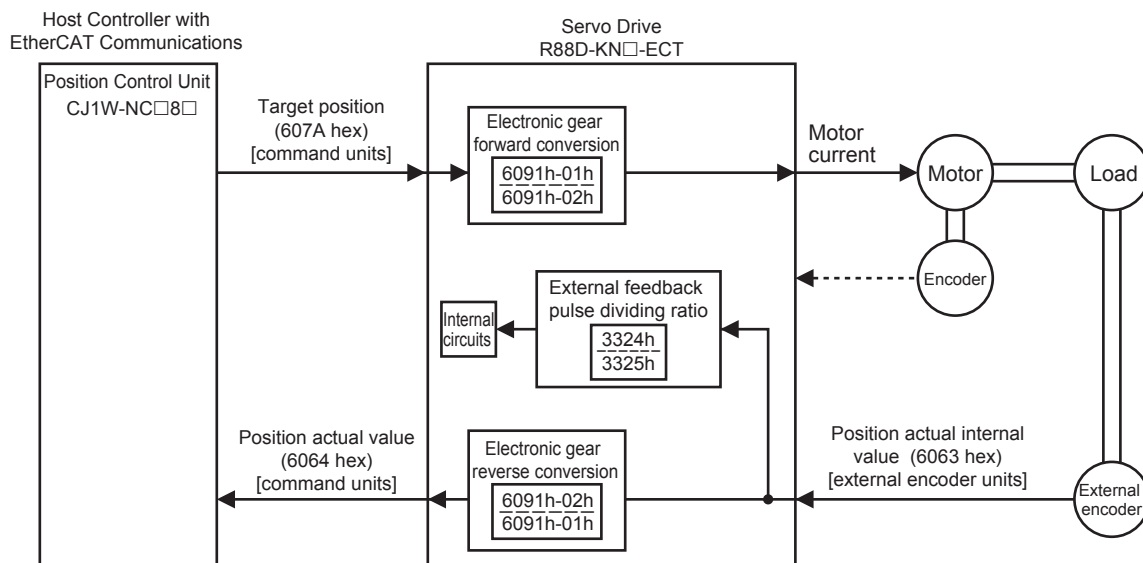 Host Controller with
EtherCAT Communications
Servo Drive
R88D-KN□-ECT
Position Control Unit
CJ1W-NC□8□
Target position
(607A hex)
[command units]
Electronic gear
forward conversion
6091h-01h
6091h-02h
Motor
current
Motor
Load
Encoder
External feedback
pulse dividing ratio
3324h
3325h
Internal
circuits
Position actual value
(6064 hex)
[command units]
Electronic gear
reverse conversion
6091h-02h
6091h-01h
Position actual internal
value (6063 hex)
[external encoder units]
External
encoder